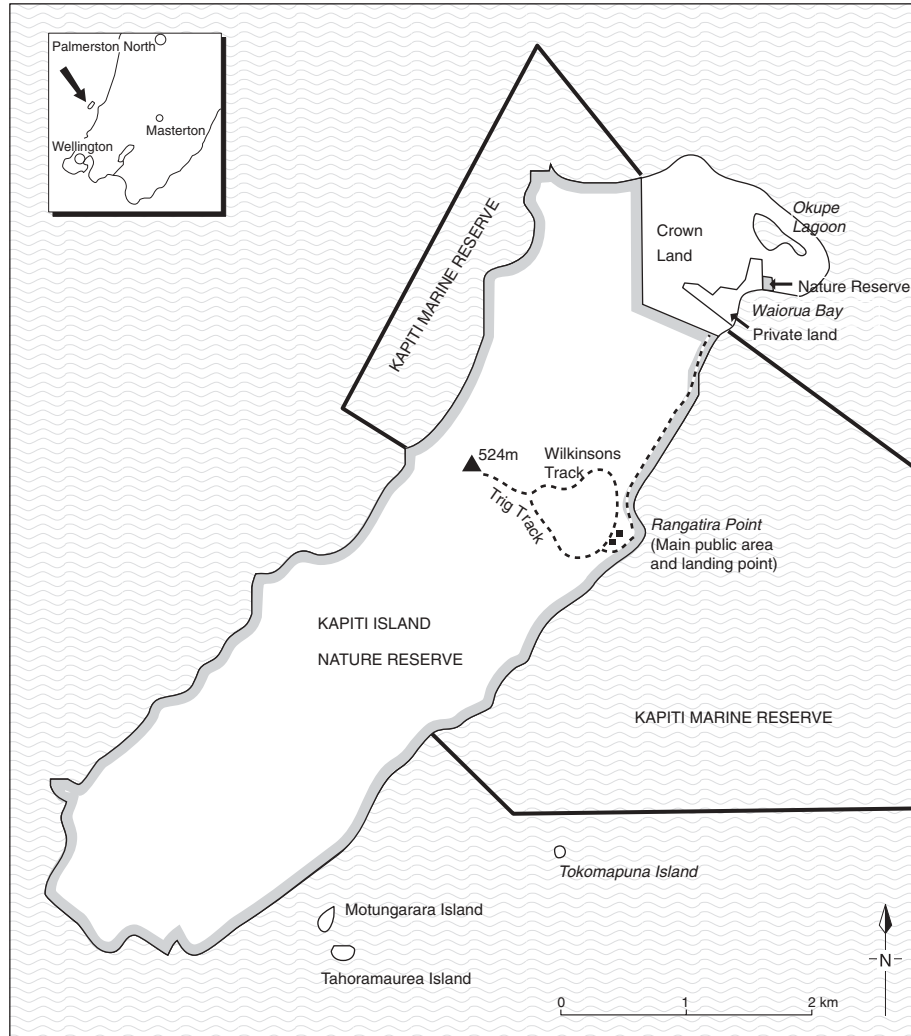 Palmerston North
Masterton
Wellington
KAPITI MARINE RESERVE
Crown
Land
Okupe
Lagoon
Nature Reserve
Waiorua Bay
Private land
524m
Wilkinsons
Track
Trig Track
Rangatira Point
(Main public area
and landing point)
KAPITI ISLAND
NATURE RESERVE
KAPITI MARINE RESERVE
Tokomapuna Island
Motungarara Island
Tahoramaurea Island
N
0 1 2 km